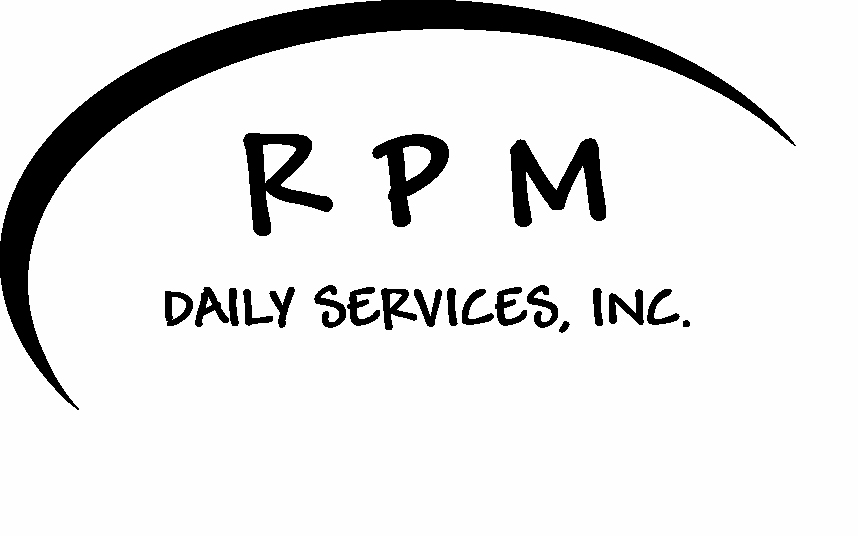 R P M
DAILY SERVICES, INC.